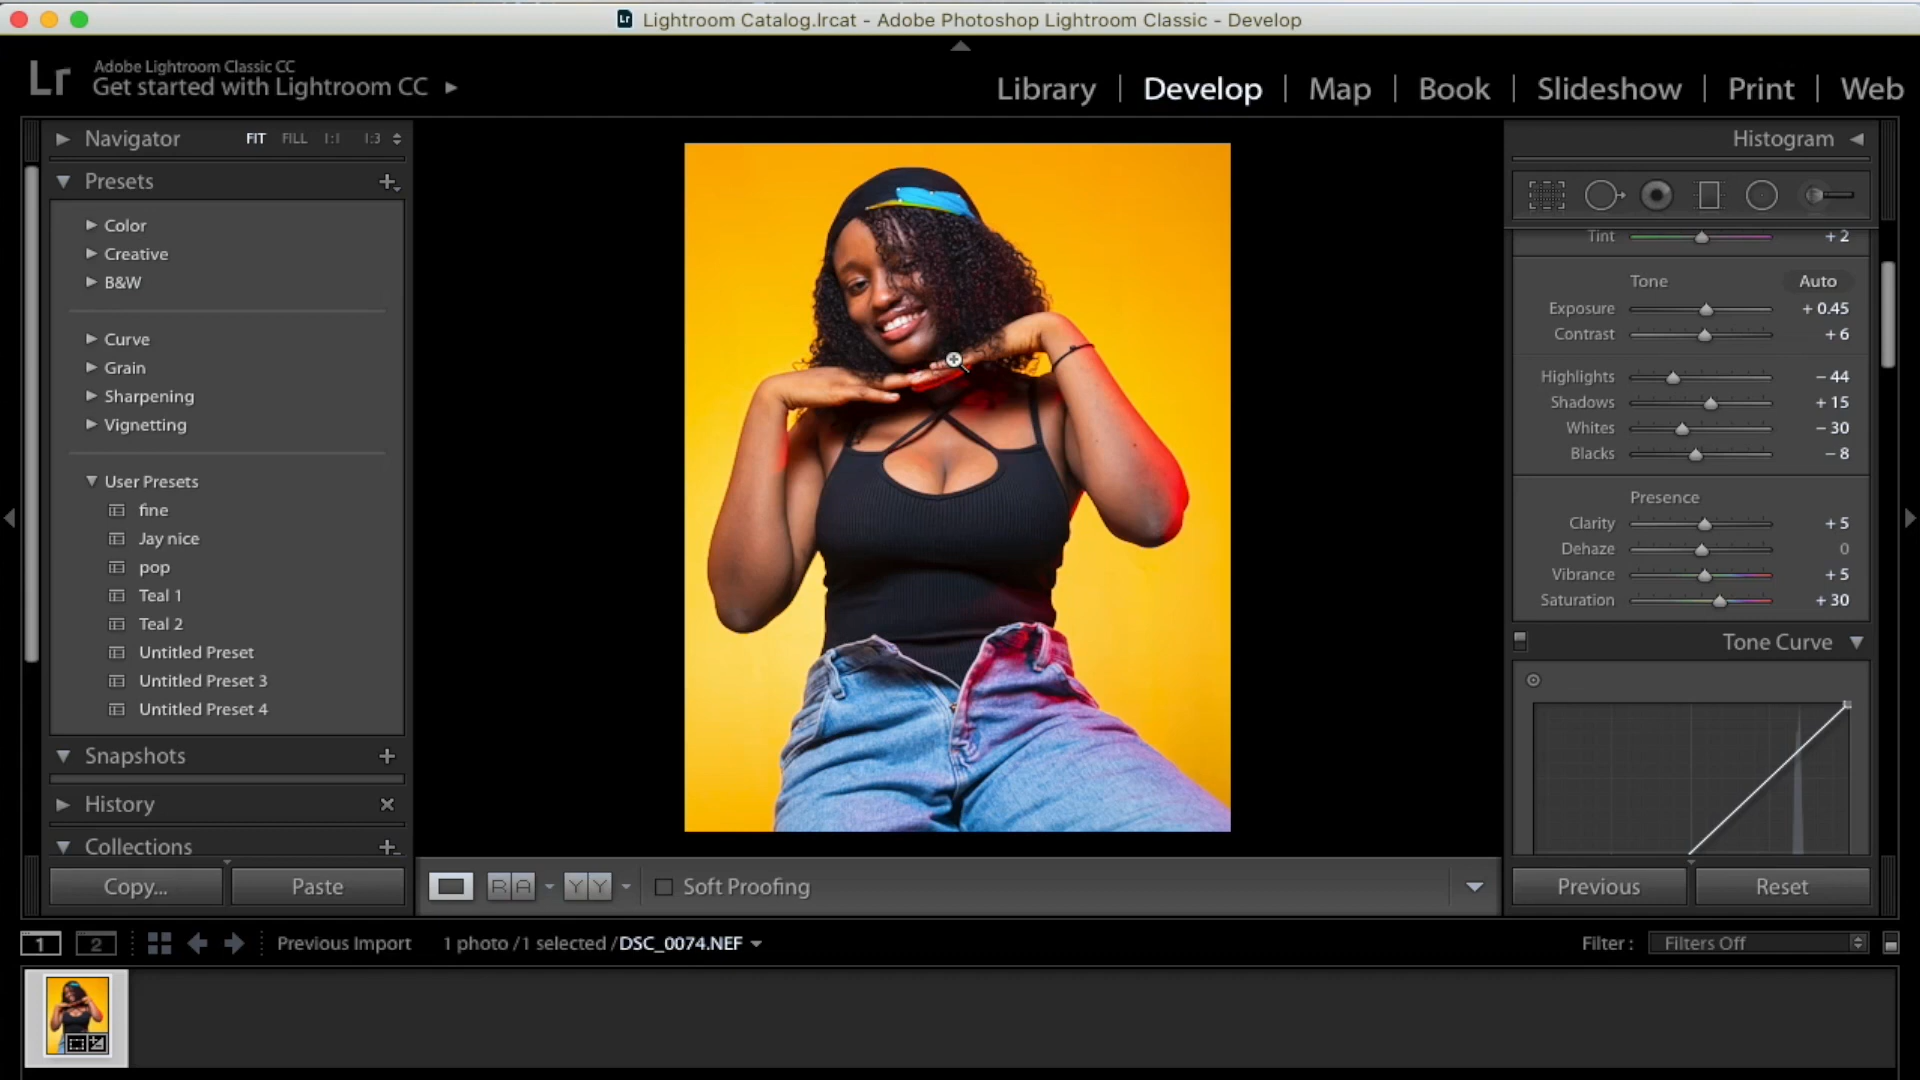 Lightroom Catalog.lrcat - Adobe Photoshop Lightroom Classic - Develop
Lr
Adobe Lightroom Classic CC
Get started with Lightroom CC
Library | Develop | Map | Book | Slideshow | Print | Web
Navigator FIT FILL 1:1 1:3
Presets
Color
Creative
B&W
Curve
Grain
Sharpening
Vignetting
User Presets
fine
Jay nice
pop
Teal 1
Teal 2
Untitled Preset
Untitled Preset 3
Untitled Preset 4
Snapshots
History
Collections
Copy... Paste
R A Y Y Soft Proofing
Histogram
Tint + 2
Tone Auto
Exposure + 0.45
Contrast + 6
Highlights − 44
Shadows + 15
Whites − 30
Blacks − 8
Presence
Clarity + 5
Dehaze 0
Vibrance + 5
Saturation + 30
Tone Curve
Previous Reset
1 2 Previous Import 1 photo / 1 selected / DSC_0074.NEF Filter : Filters Off